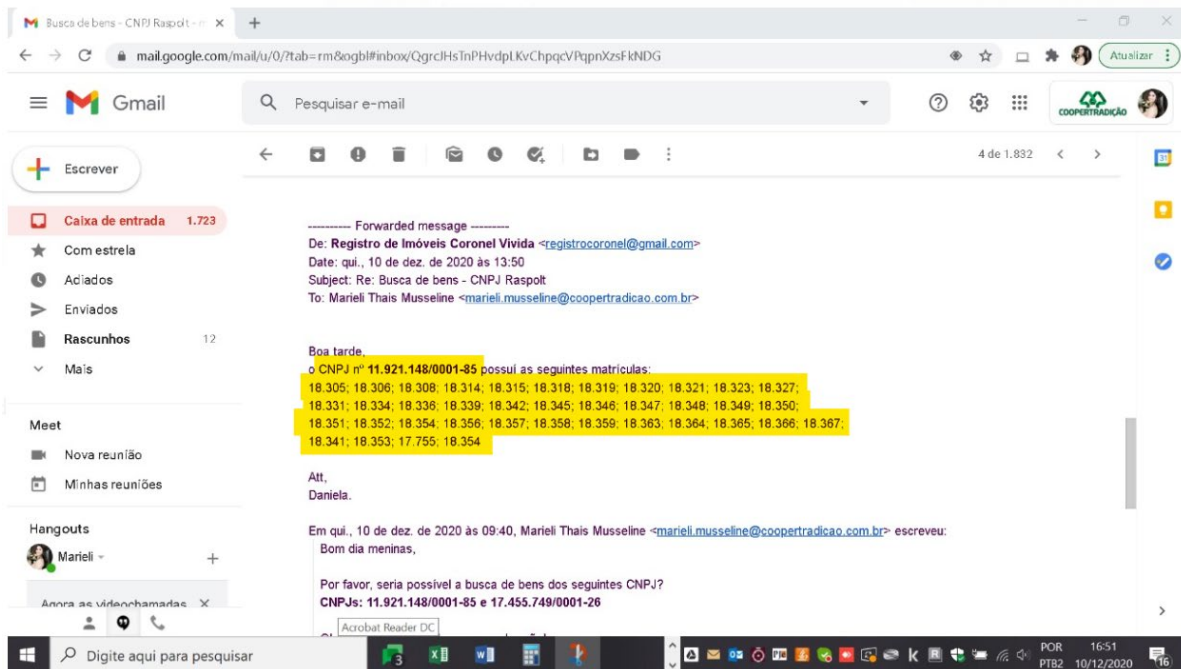 Busca de bens - CNPJ Raspolt - m
mail.google.com/mail/u/0/?tab=rm&ogbl#inbox/QgrcJHsTnPHvdpLKvChpqcVPqpnXzsFkNDG
Atualizar
Gmail
Pesquisar e-mail
COOPERTRADIÇÃO
Escrever
4 de 1.832
31
Caixa de entrada 1.723
Com estrela
Adiados
Enviados
Rascunhos 12
Mais
Meet
Nova reunião
Minhas reuniões
Hangouts
Marieli
Agora as videochamadas
---------- Forwarded message ---------
De: Registro de Imóveis Coronel Vivida <registrocoronel@gmail.com>
Date: qui., 10 de dez. de 2020 às 13:50
Subject: Re: Busca de bens - CNPJ Raspolt
To: Marieli Thais Musseline <marieli.musseline@coopertradicao.com.br>
Boa tarde,
o CNPJ nº 11.921.148/0001-85 possui as seguintes matrículas:
18.305; 18.306; 18.308; 18.314; 18.315; 18.318; 18.319; 18.320; 18.321; 18.323; 18.327;
18.331; 18.334; 18.336; 18.339; 18.342; 18.345; 18.346; 18.347; 18.348; 18.349; 18.350;
18.351; 18.352; 18.354; 18.356; 18.357; 18.358; 18.359; 18.363; 18.364; 18.365; 18.366; 18.367;
18.341; 18.353; 17.755; 18.354
Att,
Daniela.
Em qui., 10 de dez. de 2020 às 09:40, Marieli Thais Musseline <marieli.musseline@coopertradicao.com.br> escreveu:
Bom dia meninas,
Por favor, seria possível a busca de bens dos seguintes CNPJ?
CNPJs: 11.921.148/0001-85 e 17.455.749/0001-26
Acrobat Reader DC
Digite aqui para pesquisar
POR
PTB2
16:51
10/12/2020
16